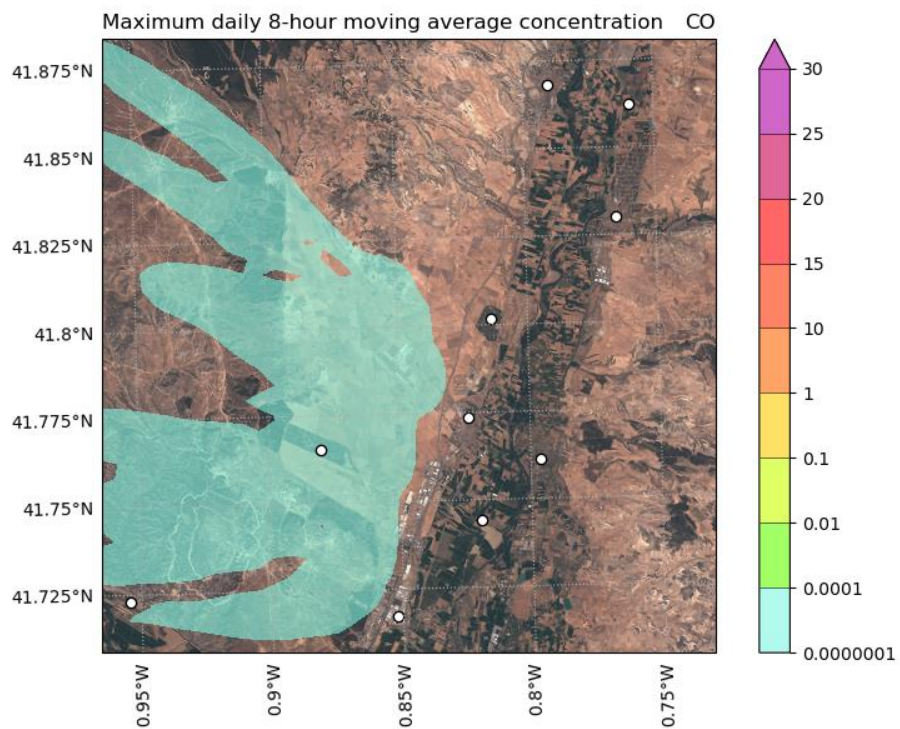 Maximum daily 8-hour moving average concentration CO
41.875°N
41.85°N
41.825°N
41.8°N
41.775°N
41.75°N
41.725°N
0.95°W
0.9°W
0.85°W
0.8°W
0.75°W
30
25
20
15
10
1
0.1
0.01
0.0001
0.0000001